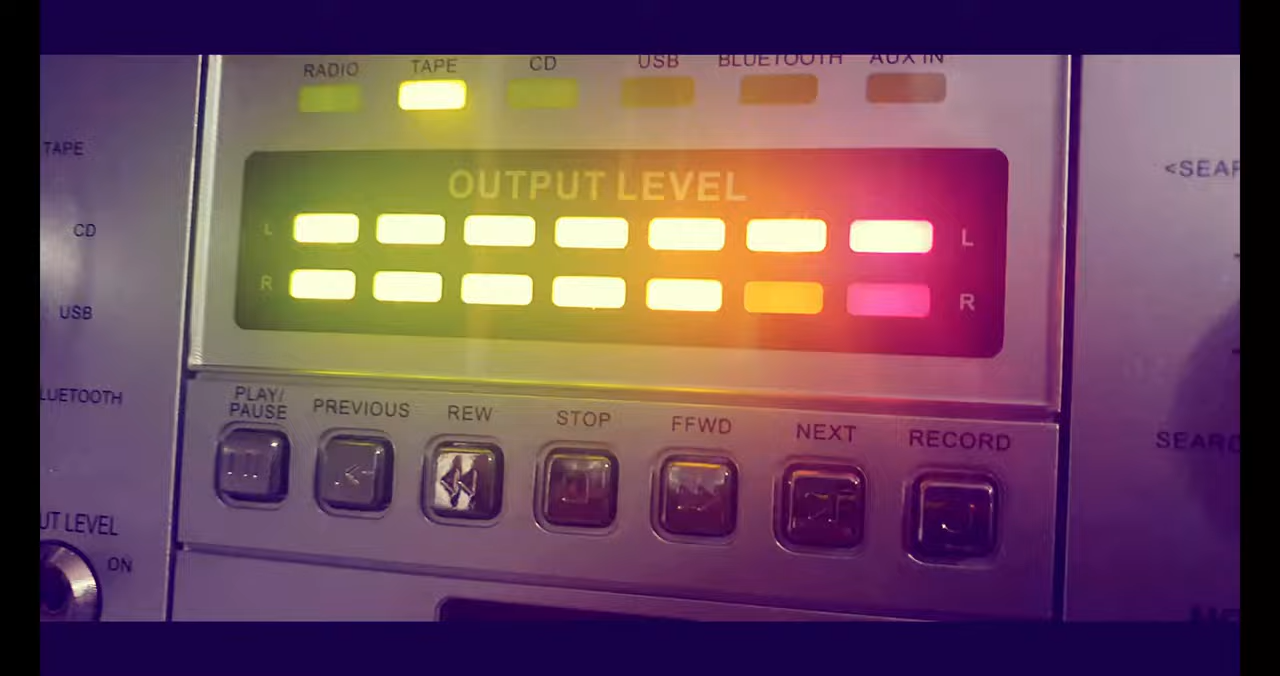 RADIO TAPE CD USB BLUETOOTH AUX IN
TAPE
CD
USB
LUETOOTH
UT LEVEL
ON
OUTPUT LEVEL
L L
R R
PLAY/
PAUSE
PREVIOUS
REW
STOP
FFWD
NEXT
RECORD
<SEAR
SEARC